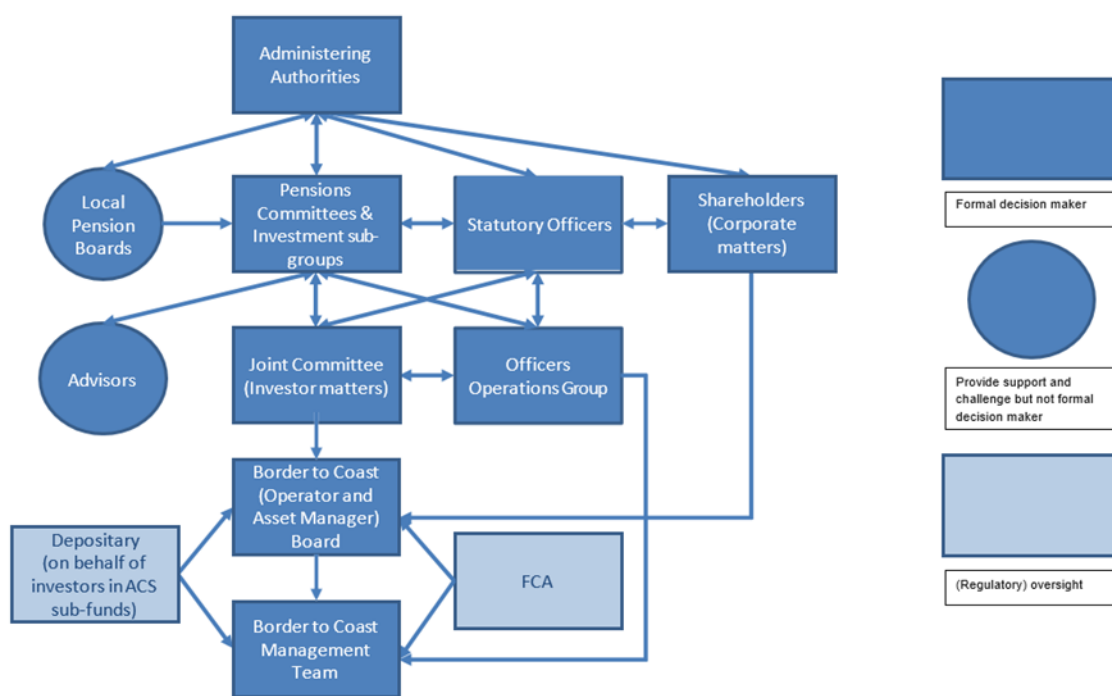 Administering
Authorities
Local
Pension
Boards
Pensions
Committees &
Investment sub-
groups
Statutory Officers
Shareholders
(Corporate
matters)
Formal decision maker
Advisors
Joint Committee
(Investor matters)
Officers
Operations Group
Provide support and
challenge but not formal
decision maker
Border to Coast
(Operator and
Asset Manager)
Board
Depositary
(on behalf of
investors in ACS
sub-funds)
FCA
(Regulatory) oversight
Border to Coast
Management
Team